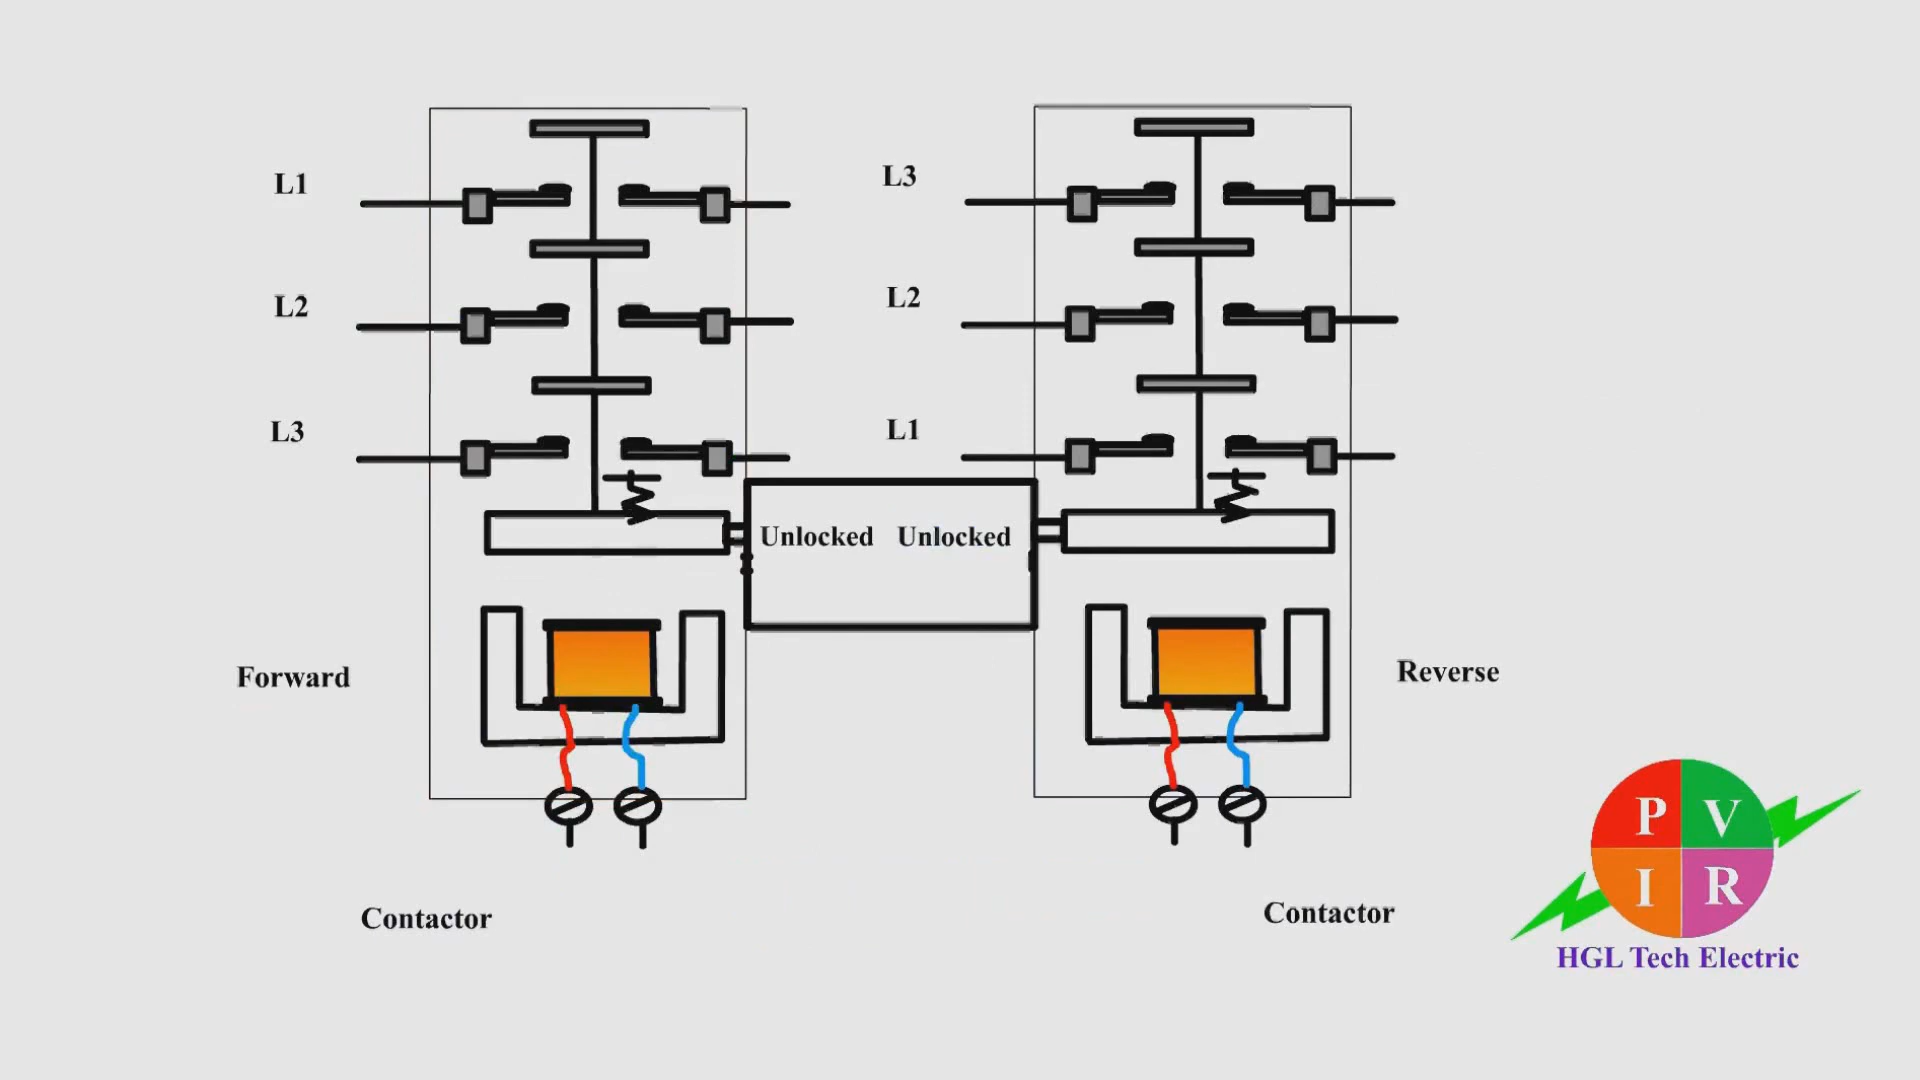 L1
L3
L2
L2
L3
L1
Unlocked Unlocked
Forward
Reverse
Contactor
Contactor
P V
I R
HGL Tech Electric